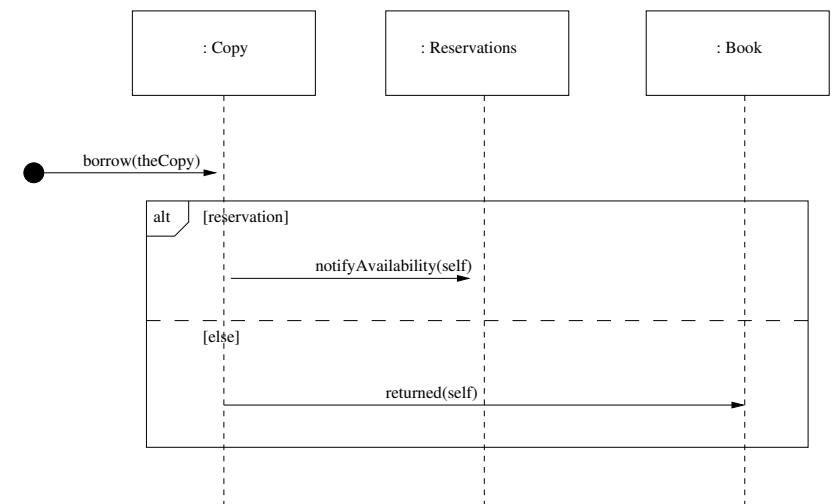 : Copy
: Reservations
: Book
borrow(theCopy)
alt
[reservation]
notifyAvailability(self)
[else]
returned(self)